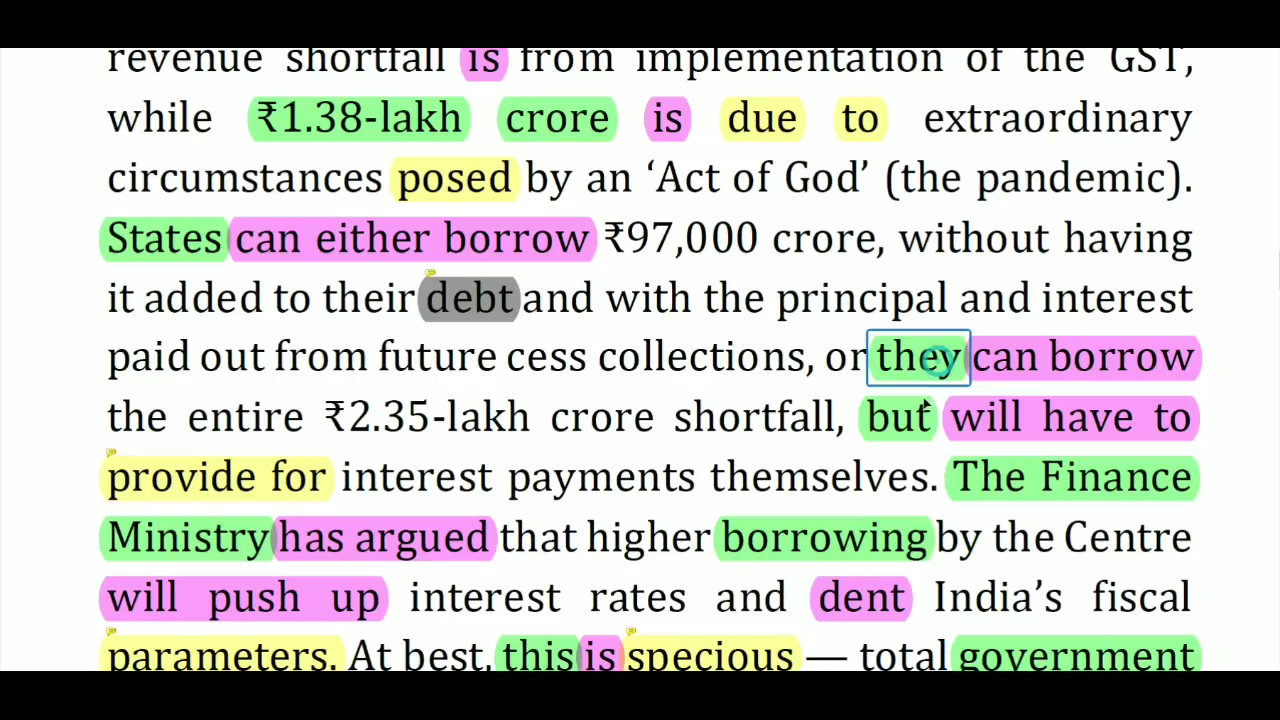 revenue shortfall is from implementation of the GST,
while ₹1.38-lakh crore is due to extraordinary
circumstances posed by an ‘Act of God’ (the pandemic).
States can either borrow ₹97,000 crore, without having
it added to their debt and with the principal and interest
paid out from future cess collections, or they can borrow
the entire ₹2.35-lakh crore shortfall, but will have to
provide for interest payments themselves. The Finance
Ministry has argued that higher borrowing by the Centre
will push up interest rates and dent India’s fiscal
parameters. At best, this is specious — total government